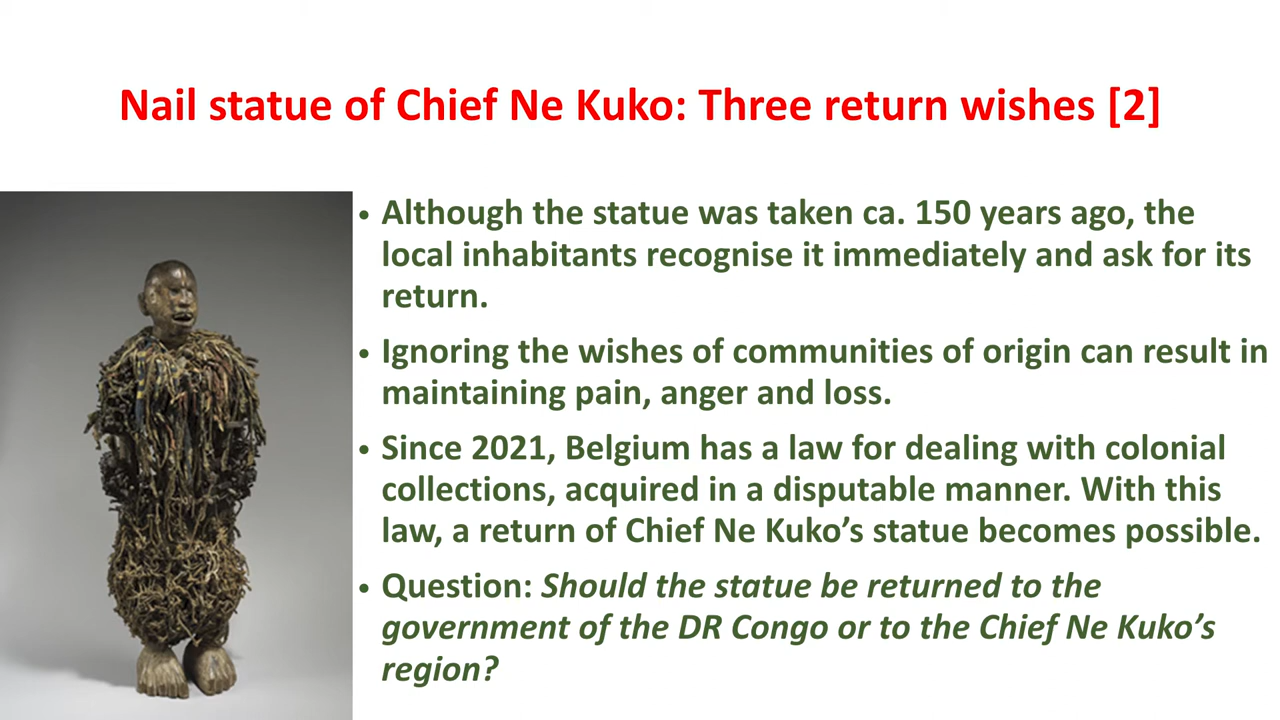 Nail statue of Chief Ne Kuko: Three return wishes [2]
• Although the statue was taken ca. 150 years ago, the
local inhabitants recognise it immediately and ask for its
return.
• Ignoring the wishes of communities of origin can result in
maintaining pain, anger and loss.
• Since 2021, Belgium has a law for dealing with colonial
collections, acquired in a disputable manner. With this
law, a return of Chief Ne Kuko’s statue becomes possible.
• Question: Should the statue be returned to the
government of the DR Congo or to the Chief Ne Kuko’s
region?